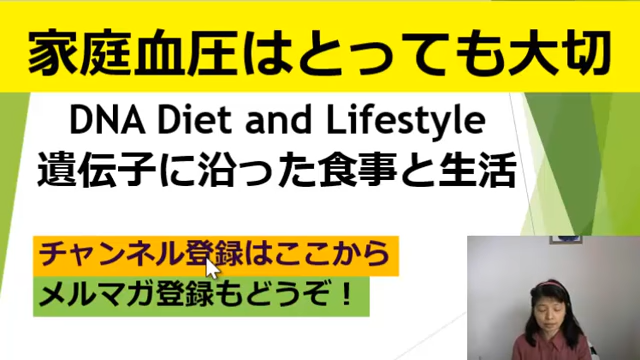 家庭血圧はとっても大切
DNA Diet and Lifestyle
遺伝子に沿った食事と生活
チャンネル登録はここから
メルマガ登録もどうぞ！